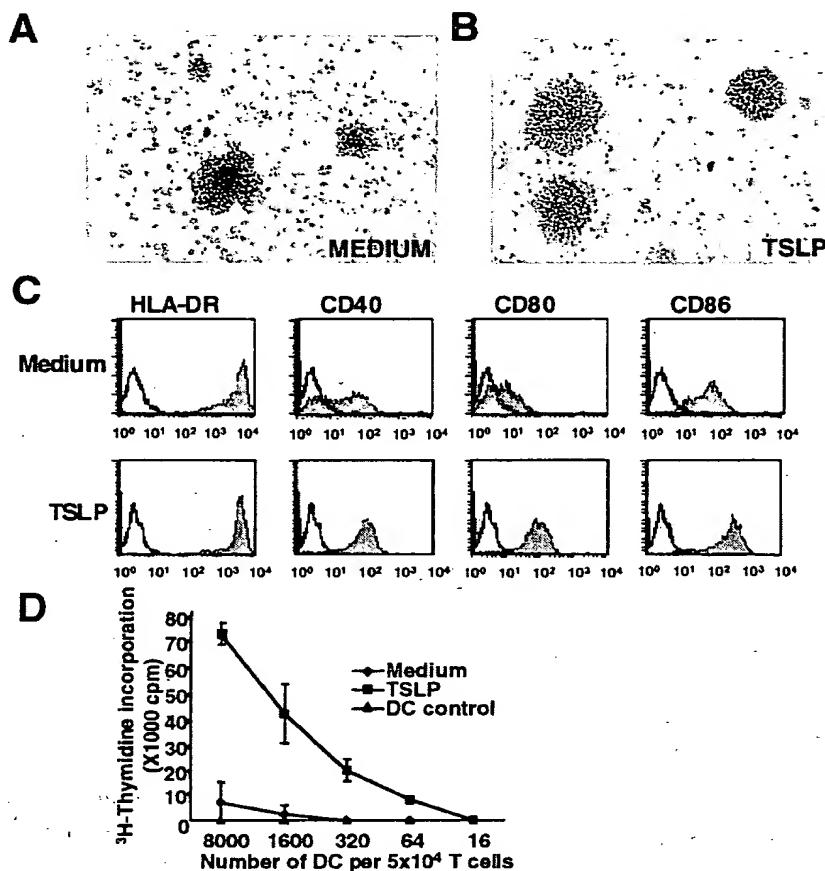 A
B
MEDIUM
TSLP
C
HLA-DR CD40 CD80 CD86
Medium
10⁰ 10¹ 10² 10³ 10⁴ 10⁰ 10¹ 10² 10³ 10⁴ 10⁰ 10¹ 10² 10³ 10⁴ 10⁰ 10¹ 10² 10³ 10⁴
TSLP
10⁰ 10¹ 10² 10³ 10⁴ 10⁰ 10¹ 10² 10³ 10⁴ 10⁰ 10¹ 10² 10³ 10⁴ 10⁰ 10¹ 10² 10³ 10⁴
D
³H-Thymidine incorporation
(X1000 cpm)
80
70
60
50
40
30
20
10
0
Medium
TSLP
DC control
8000 1600 320 64 16
Number of DC per 5x10⁴ T cells